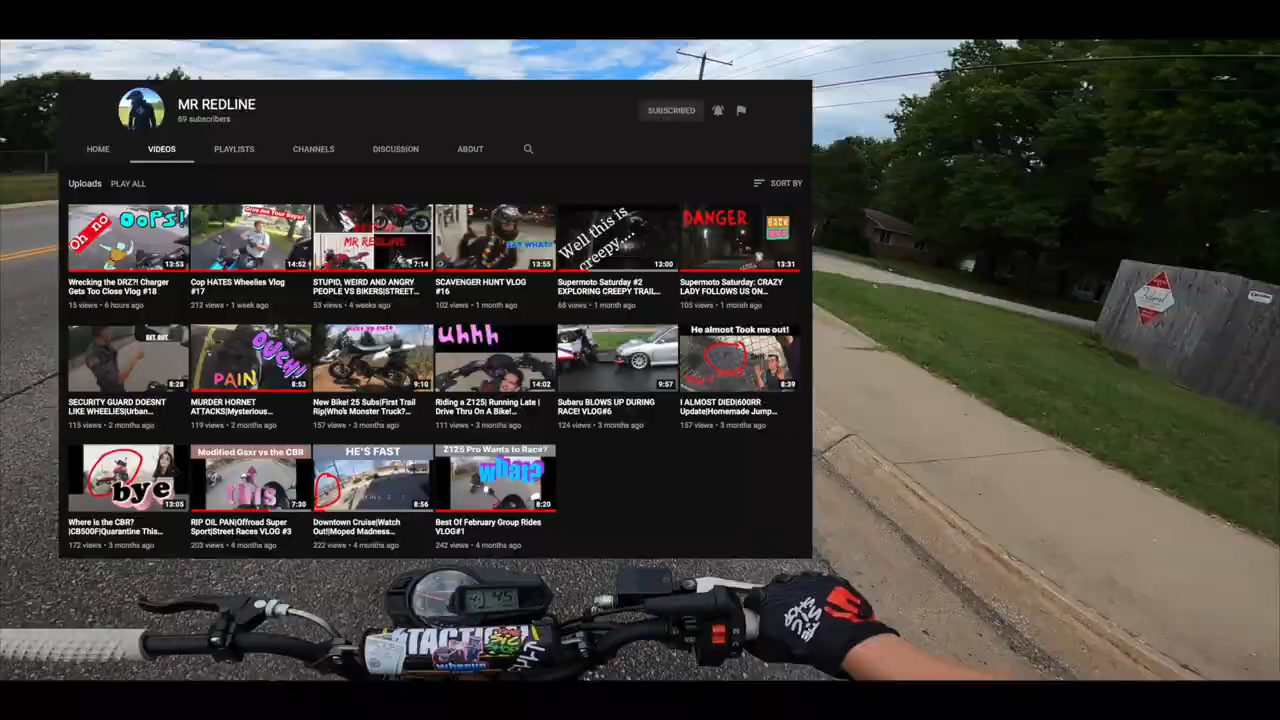 MR REDLINE
69 subscribers
SUBSCRIBED
HOME
VIDEOS
PLAYLISTS
CHANNELS
DISCUSSION
ABOUT
Uploads
PLAY ALL
SORT BY
Oh no
OOPS!
13:53
Give me Your Keys!
14:52
MR REDLINE
7:14
SAY WHAT?
13:55
Well this is
creepy....
13:00
DANGER
13:31
Wrecking the DRZ?! Charger
Gets Too Close Vlog #18
15 views • 6 hours ago
Cop HATES Wheelies Vlog
#17
212 views • 1 week ago
STUPID, WEIRD AND ANGRY
PEOPLE VS BIKERS|STREET...
53 views • 4 weeks ago
SCAVENGER HUNT VLOG
#16
102 views • 1 month ago
Supermoto Saturday #2
EXPLORING CREEPY TRAIL...
68 views • 1 month ago
Supermoto Saturday: CRAZY
LADY FOLLOWS US ON...
105 views • 1 month ago
GET OUT
8:28
OUCH!
PAIN
8:53
9:10
Uhhh
14:02
9:57
He almost Took me out!
8:39
SECURITY GUARD DOESNT
LIKE WHEELIES|Urban...
115 views • 2 months ago
MURDER HORNET
ATTACKS|Mysterious...
119 views • 2 months ago
New Bike! 25 Subs|First Trail
Rip|Who's Monster Truck?...
157 views • 3 months ago
Riding a Z125| Running Late |
Drive Thru On A Bike!...
111 views • 3 months ago
Subaru BLOWS UP DURING
RACE! VLOG#6
124 views • 3 months ago
I ALMOST DIED|600RR
Update|Homemade Jump...
157 views • 3 months ago
bye
13:05
Modified Gsxr vs the CBR
7:30
HE'S FAST
8:56
Z125 Pro Wants to Race?
what?
8:20
Where is the CBR?
|CB500F|Quarantine This...
172 views • 3 months ago
RIP OIL PAN|Offroad Super
Sport|Street Races VLOG #3
203 views • 4 months ago
Downtown Cruise|Watch
Out!|Moped Madness...
222 views • 4 months ago
Best Of February Group Rides
VLOG#1
242 views • 4 months ago